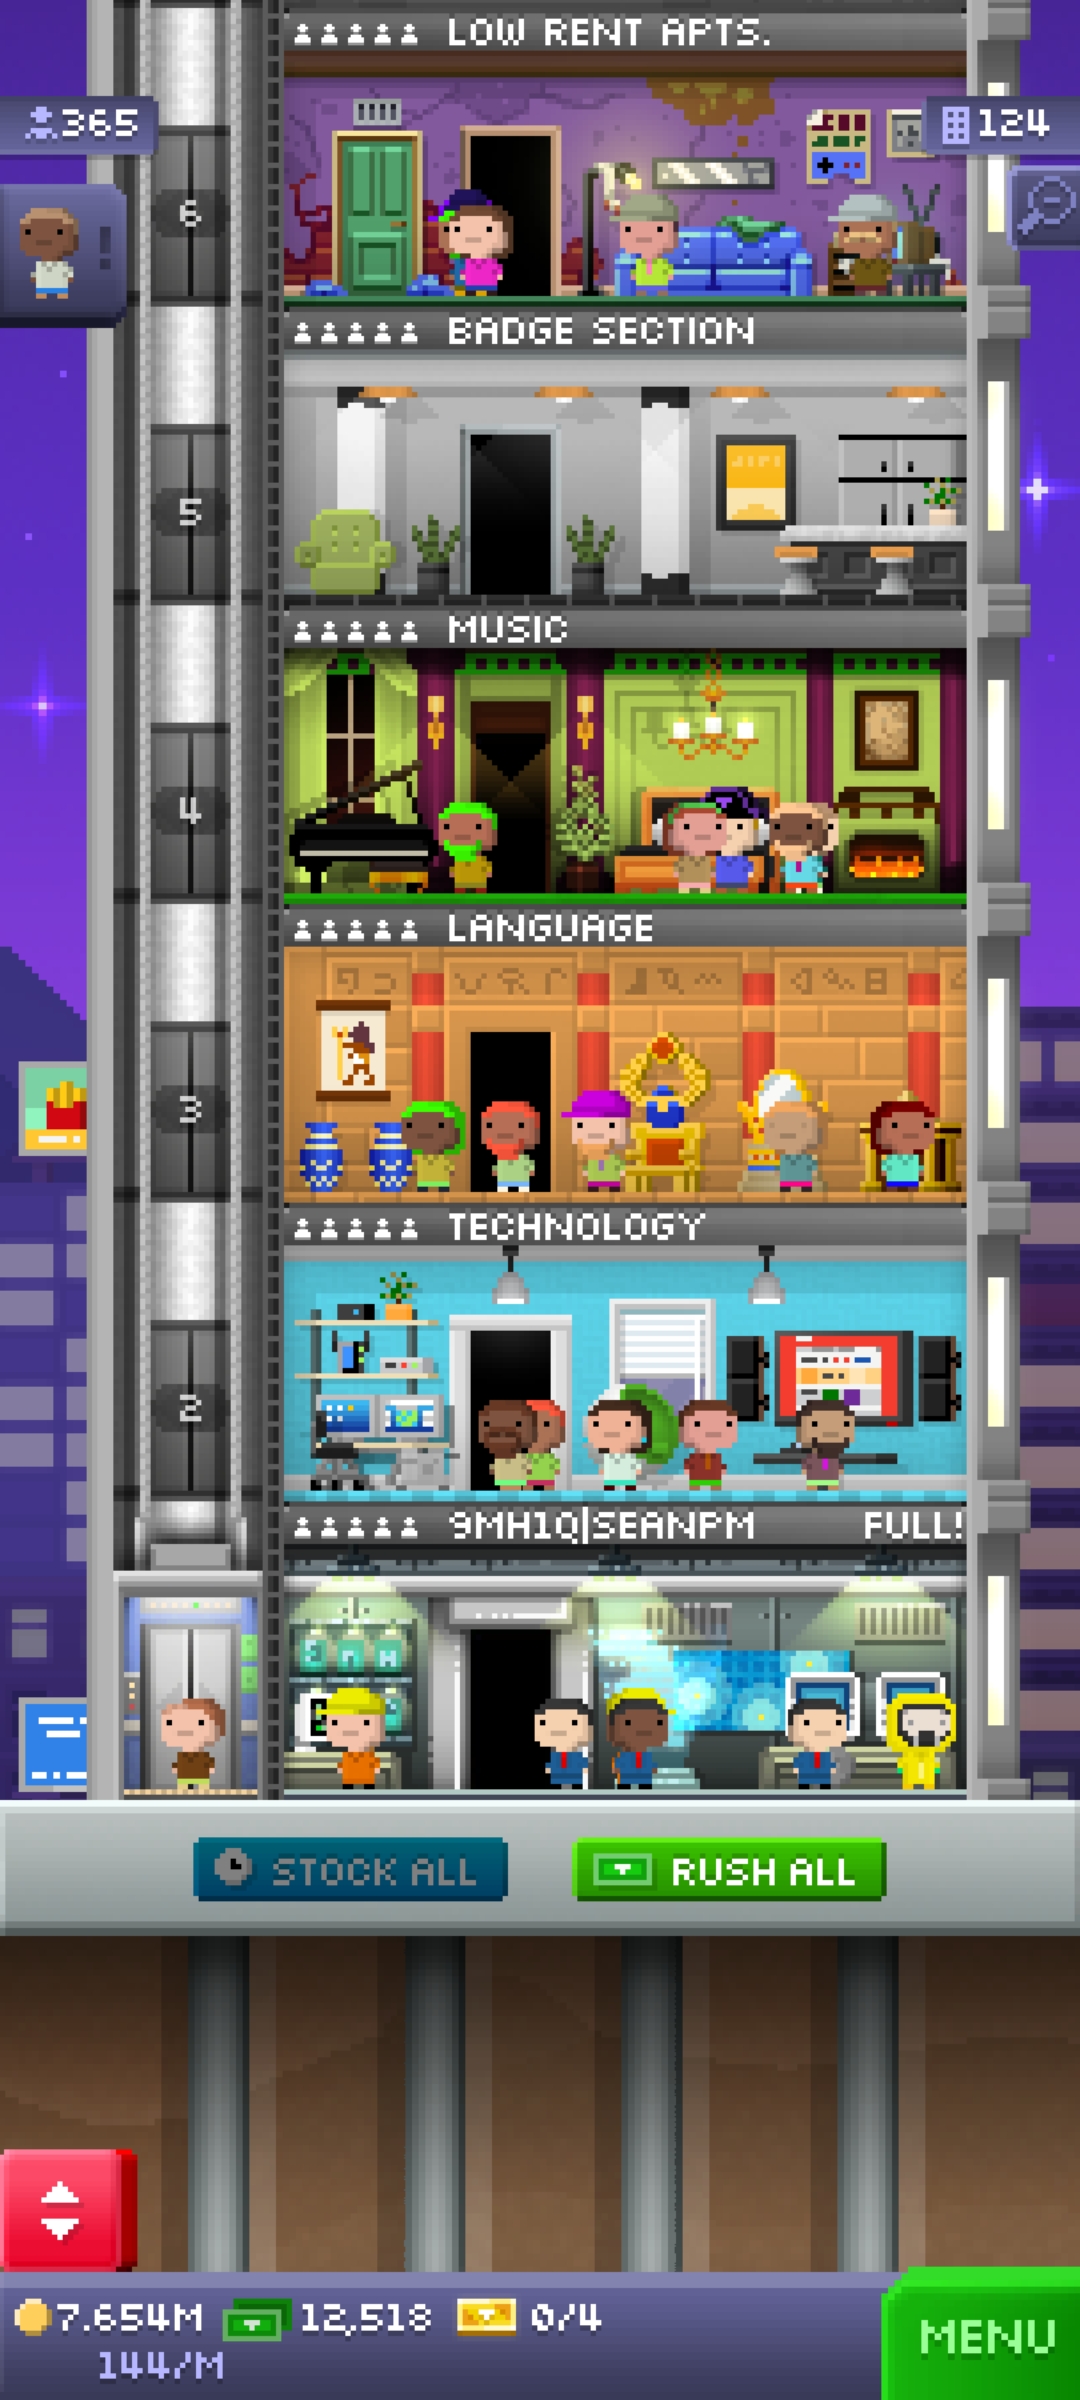 LOW RENT APTS.
365
124
6
BADGE SECTION
5
MUSIC
4
LANGUAGE
3
TECHNOLOGY
2
9MH1Q|SEANPM FULL!
STOCK ALL
RUSH ALL
7.654M 12,518 0/4
144/M
MENU